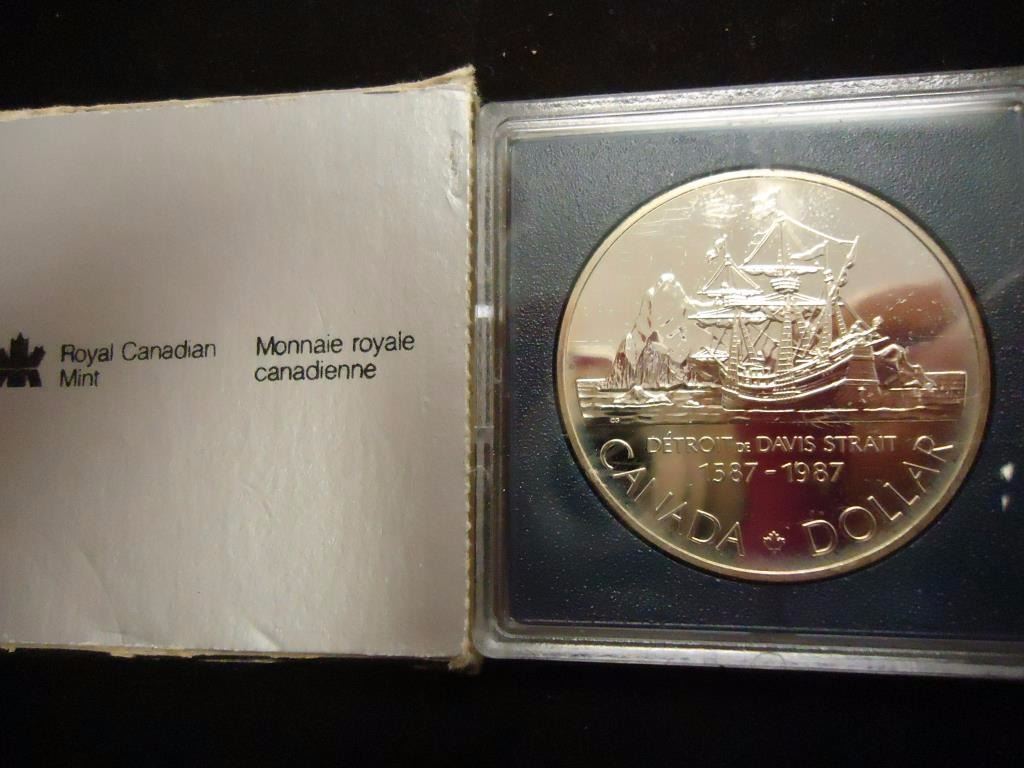 Royal Canadian
Mint
Monnaie royale
canadienne
DÉTROIT DE DAVIS STRAIT
1587-1987
CANADA DOLLAR